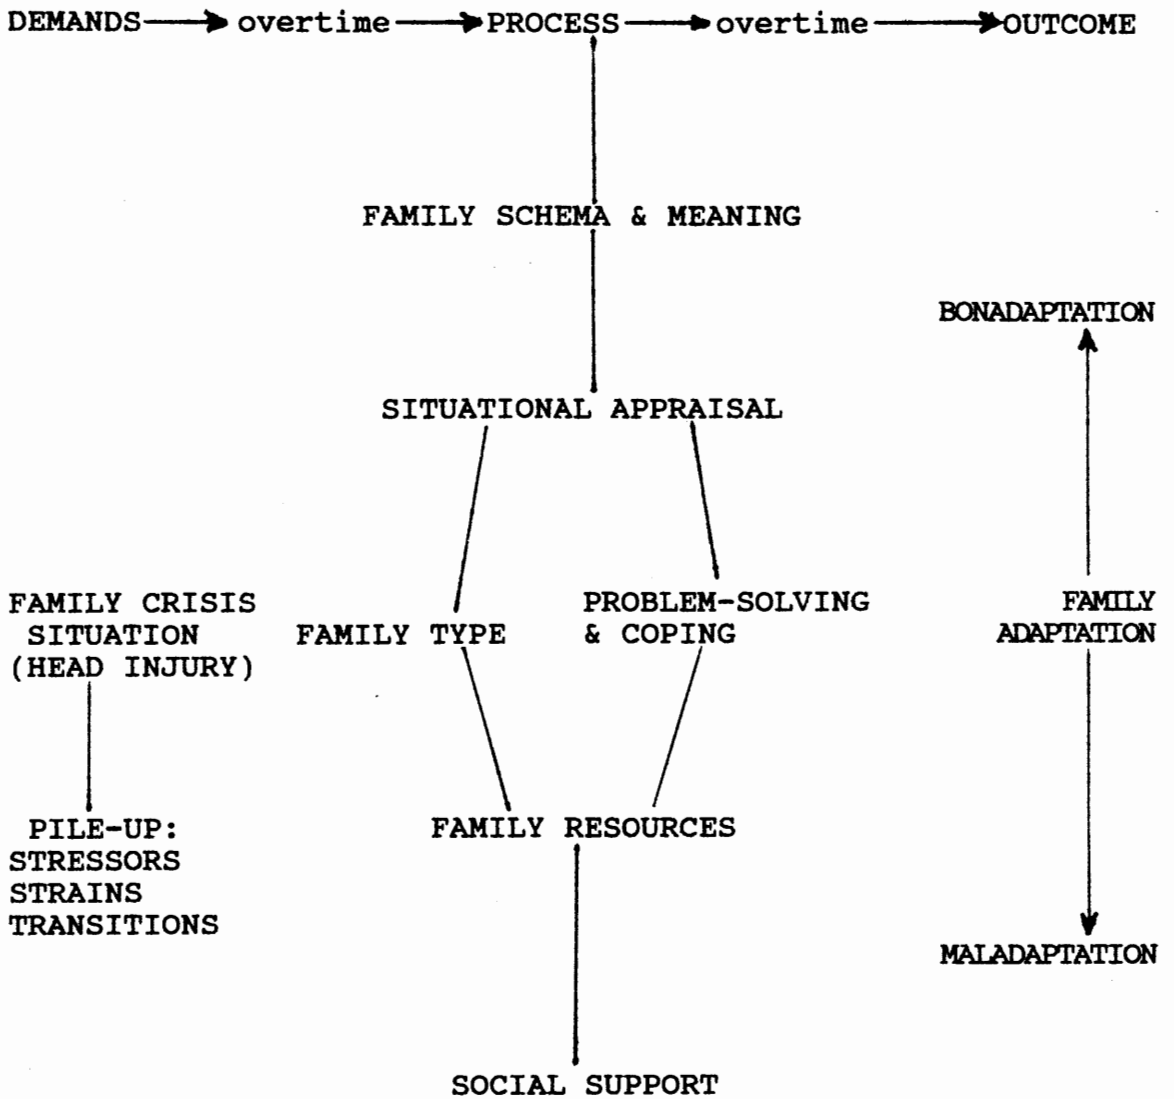 DEMANDS overtime PROCESS overtime OUTCOME
FAMILY SCHEMA & MEANING
BONADAPTATION
SITUATIONAL APPRAISAL
FAMILY CRISIS
SITUATION
(HEAD INJURY)
FAMILY TYPE
PROBLEM-SOLVING
& COPING
FAMILY
ADAPTATION
PILE-UP:
STRESSORS
STRAINS
TRANSITIONS
FAMILY RESOURCES
MALADAPTATION
SOCIAL SUPPORT